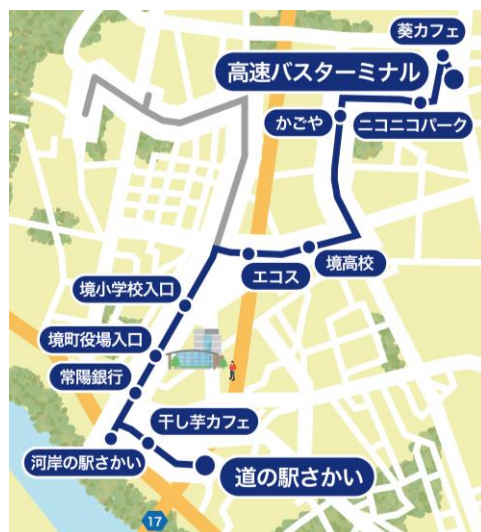 葵カフェ
高速バスターミナル
かごや
ニコニコパーク
エコス
境高校
境小学校入口
境町役場入口
常陽銀行
干し芋カフェ
河岸の駅さかい
道の駅さかい
17